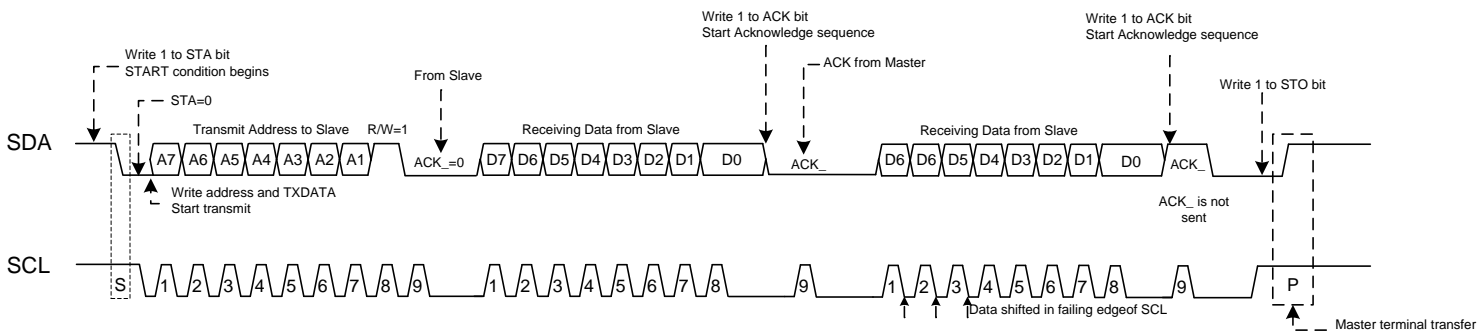 Write 1 to ACK bit
Start Acknowledge sequence
Write 1 to ACK bit
Start Acknowledge sequence
Write 1 to STA bit
START condition begins
From Slave
ACK from Master
Write 1 to STO bit
STA=0
Transmit Address to Slave
R/W=1
Receiving Data from Slave
Receiving Data from Slave
SDA
A7 A6 A5 A4 A3 A2 A1
ACK_=0
D7 D6 D5 D4 D3 D2 D1 D0
ACK_
D6 D6 D5 D4 D3 D2 D1 D0
ACK_
Write address and TXDATA
Start transmit
ACK_ is not
sent
SCL
S
1 2 3 4 5 6 7 8 9
1 2 3 4 5 6 7 8
9
1 2 3 4 5 6 7 8
9
P
Data shifted in failing edgeof SCL
Master terminal transfer